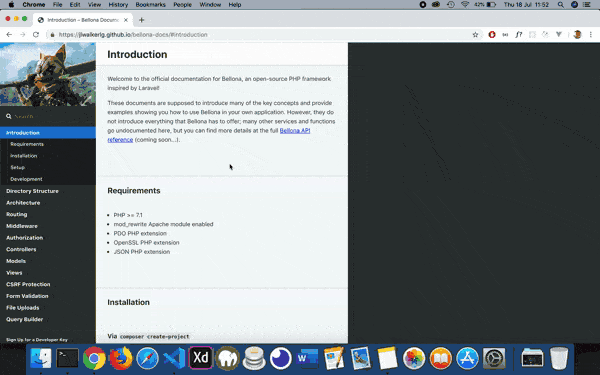 Chrome File Edit View History Bookmarks People Window Help 42% Thu 18 Jul 11:52
Introduction – Bellona Docume
https://jlwalkerlg.github.io/bellona-docs/#introduction
Search
Introduction
Requirements
Installation
Setup
Development
Directory Structure
Architecture
Routing
Middleware
Authorization
Controllers
Models
Views
CSRF Protection
Form Validation
File Uploads
Query Builder
Sign Up for a Developer Key
Introduction
Welcome to the official documentation for Bellona, an open-source PHP framework
inspired by Laravel!
These documents are supposed to introduce many of the key concepts and provide
examples showing you how to use Bellona in your own application. However, they do
not introduce everything that Bellona has to offer; many other services and functions
go undocumented here, but you can find more details at the full Bellona API
reference (coming soon...).
Requirements
PHP >= 7.1
mod_rewrite Apache module enabled
PDO PHP extension
OpenSSL PHP extension
JSON PHP extension
Installation
Via composer create-project
Xd